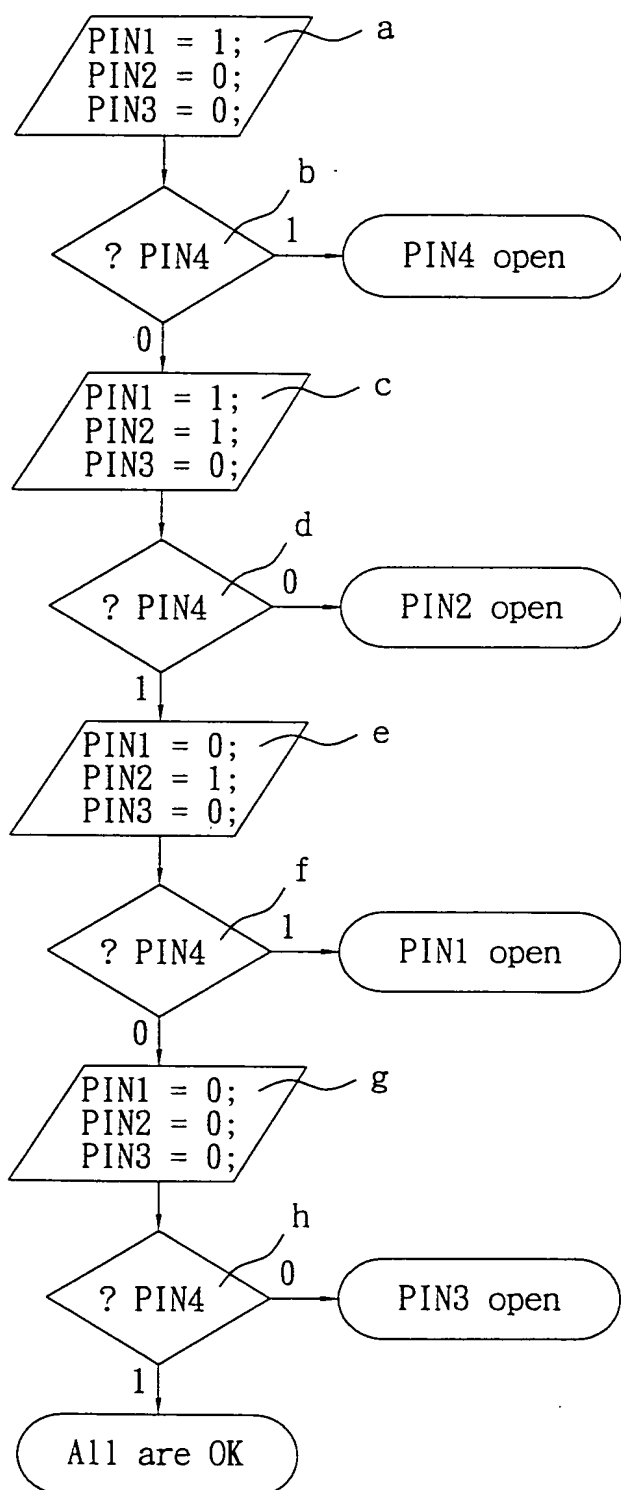 PIN1 = 1;
PIN2 = 0;
PIN3 = 0;
a
b
? PIN4
1
PIN4 open
0
PIN1 = 1;
PIN2 = 1;
PIN3 = 0;
c
d
? PIN4
0
PIN2 open
1
PIN1 = 0;
PIN2 = 1;
PIN3 = 0;
e
f
? PIN4
1
PIN1 open
0
PIN1 = 0;
PIN2 = 0;
PIN3 = 0;
g
h
? PIN4
0
PIN3 open
1
All are OK